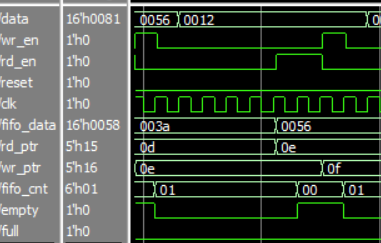 /data 16'h0081 0056 0012
/wr_en 1'h0
/rd_en 1'h0
/reset 1'h0
/clk 1'h0
/fifo_data 16'h0058 003a 0056
/rd_ptr 5'h15 0d 0e
/wr_ptr 5'h16 0e 0f
/fifo_cnt 6'h01 01 00 01
/empty 1'h0
/full 1'h0